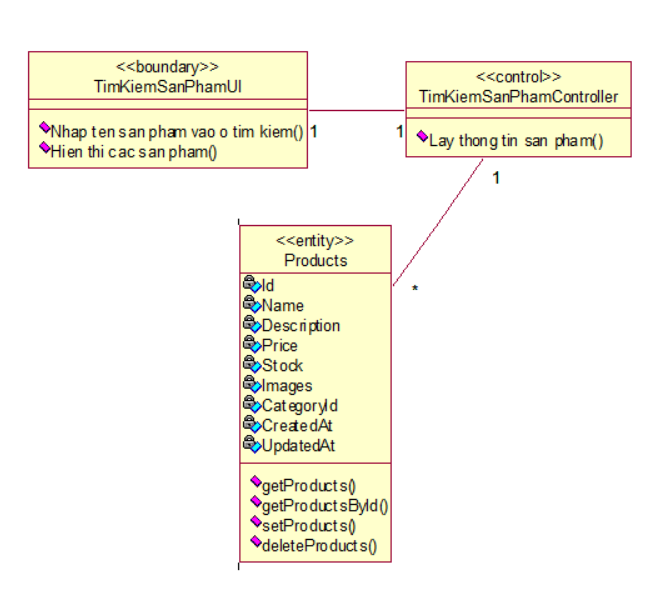 <<boundary>>
TimKiemSanPhamUI
Nhap ten san pham vao o tim kiem()
Hien thi cac san pham()
1
1
<<control>>
TimKiemSanPhamController
Lay thong tin san pham()
1
*
<<entity>>
Products
Id
Name
Description
Price
Stock
Images
CategoryId
CreatedAt
UpdatedAt
getProducts()
getProductsById()
setProducts()
deleteProducts()